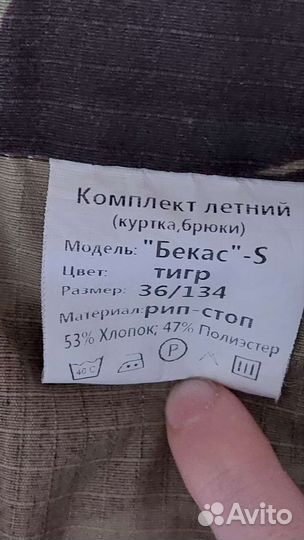 Комплект летний
(куртка,брюки)
Модель: "Бекас"-S
Цвет: тигр
Размер: 36/134
Материал:рип-стоп
53% Хлопок; 47% Полиэстер
40 C P
Avito